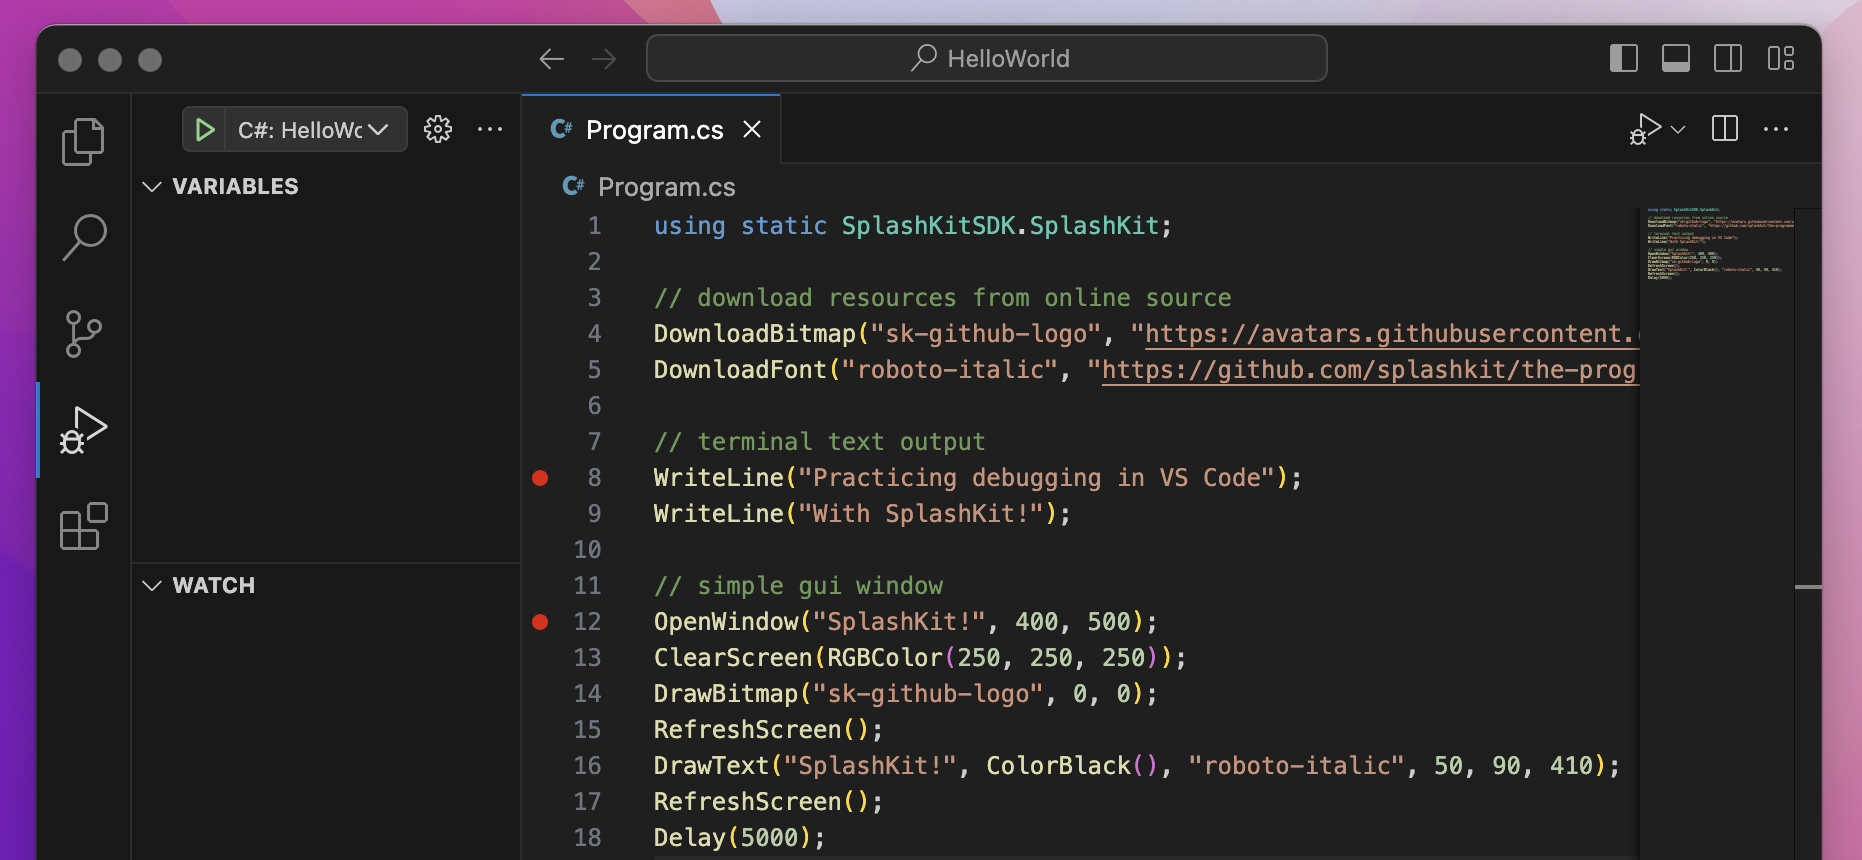 HelloWorld
C#: HelloWc
Program.cs
VARIABLES
WATCH
Program.cs
1 using static SplashKitSDK.SplashKit;
2
3 // download resources from online source
4 DownloadBitmap("sk-github-logo", "https://avatars.githubusercontent.
5 DownloadFont("roboto-italic", "https://github.com/splashkit/the-prog
6
7 // terminal text output
8 WriteLine("Practicing debugging in VS Code");
9 WriteLine("With SplashKit!");
10
11 // simple gui window
12 OpenWindow("SplashKit!", 400, 500);
13 ClearScreen(RGBColor(250, 250, 250));
14 DrawBitmap("sk-github-logo", 0, 0);
15 RefreshScreen();
16 DrawText("SplashKit!", ColorBlack(), "roboto-italic", 50, 90, 410);
17 RefreshScreen();
18 Delay(5000);